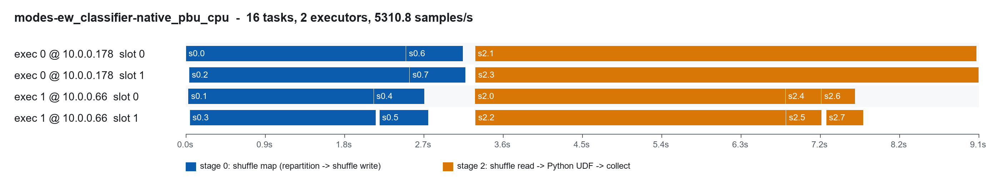 modes-ew_classifier-native_pbu_cpu - 16 tasks, 2 executors, 5310.8 samples/s
exec 0 @ 10.0.0.178 slot 0 s0.0 s0.6 s2.1
exec 0 @ 10.0.0.178 slot 1 s0.2 s0.7 s2.3
exec 1 @ 10.0.0.66 slot 0 s0.1 s0.4 s2.0 s2.4 s2.6
exec 1 @ 10.0.0.66 slot 1 s0.3 s0.5 s2.2 s2.5 s2.7
0.0s 0.9s 1.8s 2.7s 3.6s 4.5s 5.4s 6.3s 7.2s 8.2s 9.1s
stage 0: shuffle map (repartition -> shuffle write) stage 2: shuffle read -> Python UDF -> collect